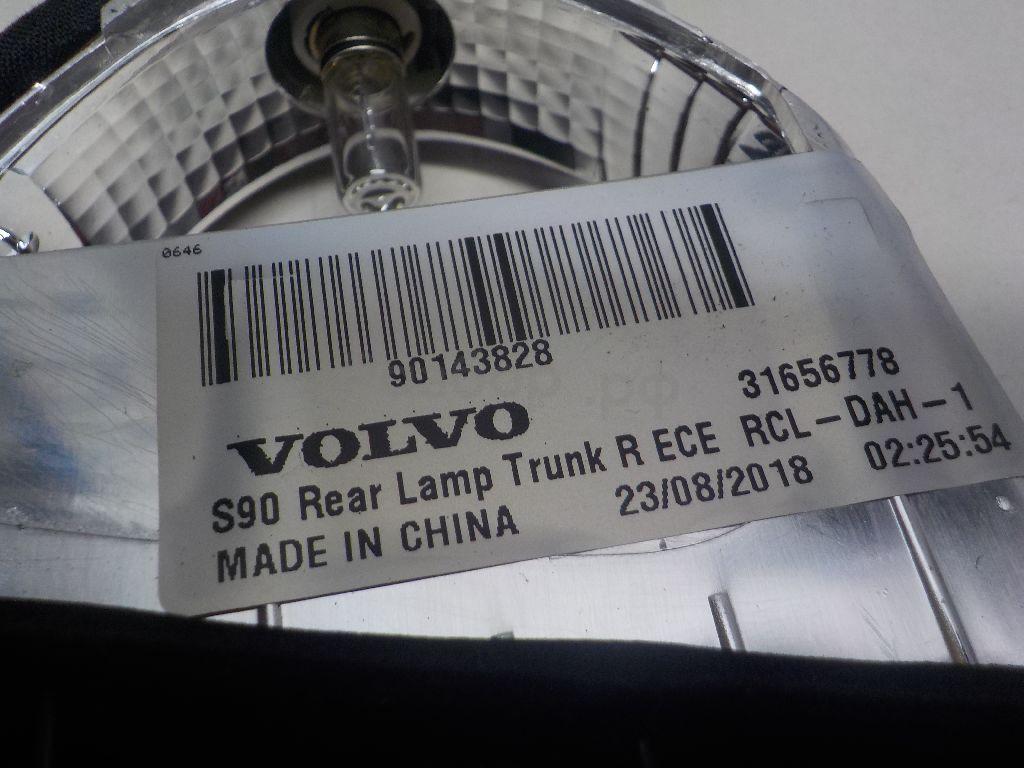 0646
90143828
31656778
VOLVO
S90 Rear Lamp Trunk R ECE RCL-DAH-1
MADE IN CHINA 23/08/2018 02:25:54